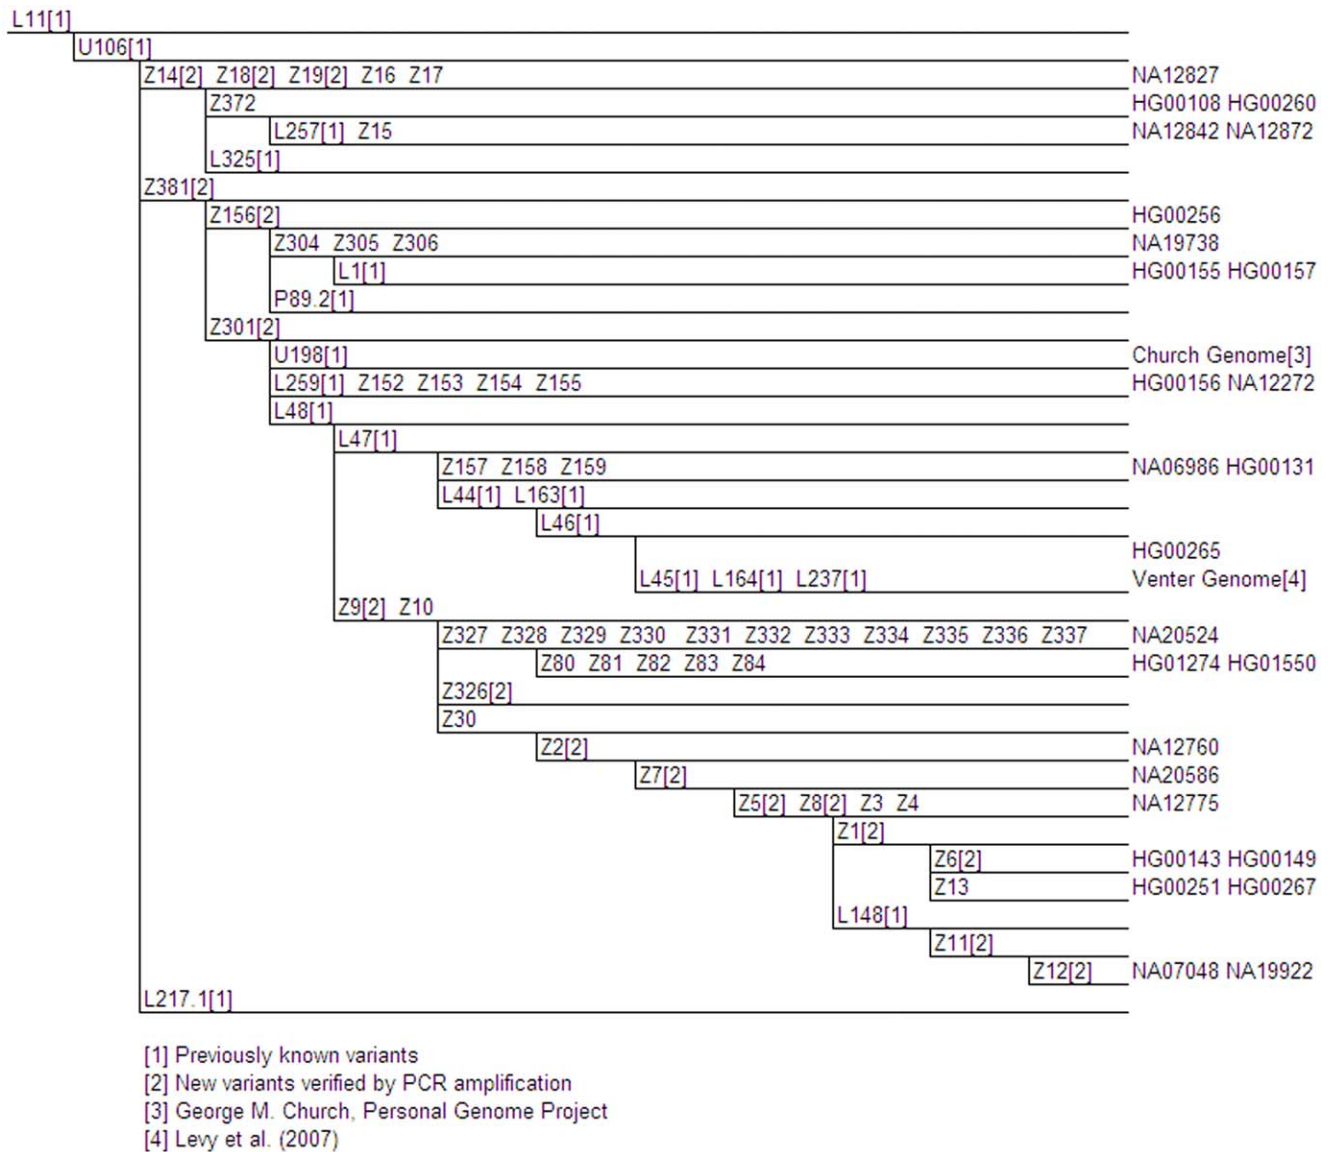 L11[1]
U106[1]
Z14[2] Z18[2] Z19[2] Z16 Z17 NA12827
Z372 HG00108 HG00260
L257[1] Z15 NA12842 NA12872
L325[1]
Z381[2]
Z156[2] HG00256
Z304 Z305 Z306 NA19738
L1[1] HG00155 HG00157
P89.2[1]
Z301[2]
U198[1] Church Genome[3]
L259[1] Z152 Z153 Z154 Z155 HG00156 NA12272
L48[1]
L47[1]
Z157 Z158 Z159 NA06986 HG00131
L44[1] L163[1]
L46[1]
HG00265
L45[1] L164[1] L237[1] Venter Genome[4]
Z9[2] Z10
Z327 Z328 Z329 Z330 Z331 Z332 Z333 Z334 Z335 Z336 Z337 NA20524
Z80 Z81 Z82 Z83 Z84 HG01274 HG01550
Z326[2]
Z30
Z2[2] NA12760
Z7[2] NA20586
Z5[2] Z8[2] Z3 Z4 NA12775
Z1[2]
Z6[2] HG00143 HG00149
Z13 HG00251 HG00267
L148[1]
Z11[2]
Z12[2] NA07048 NA19922
L217.1[1]
[1] Previously known variants
[2] New variants verified by PCR amplification
[3] George M. Church, Personal Genome Project
[4] Levy et al. (2007)